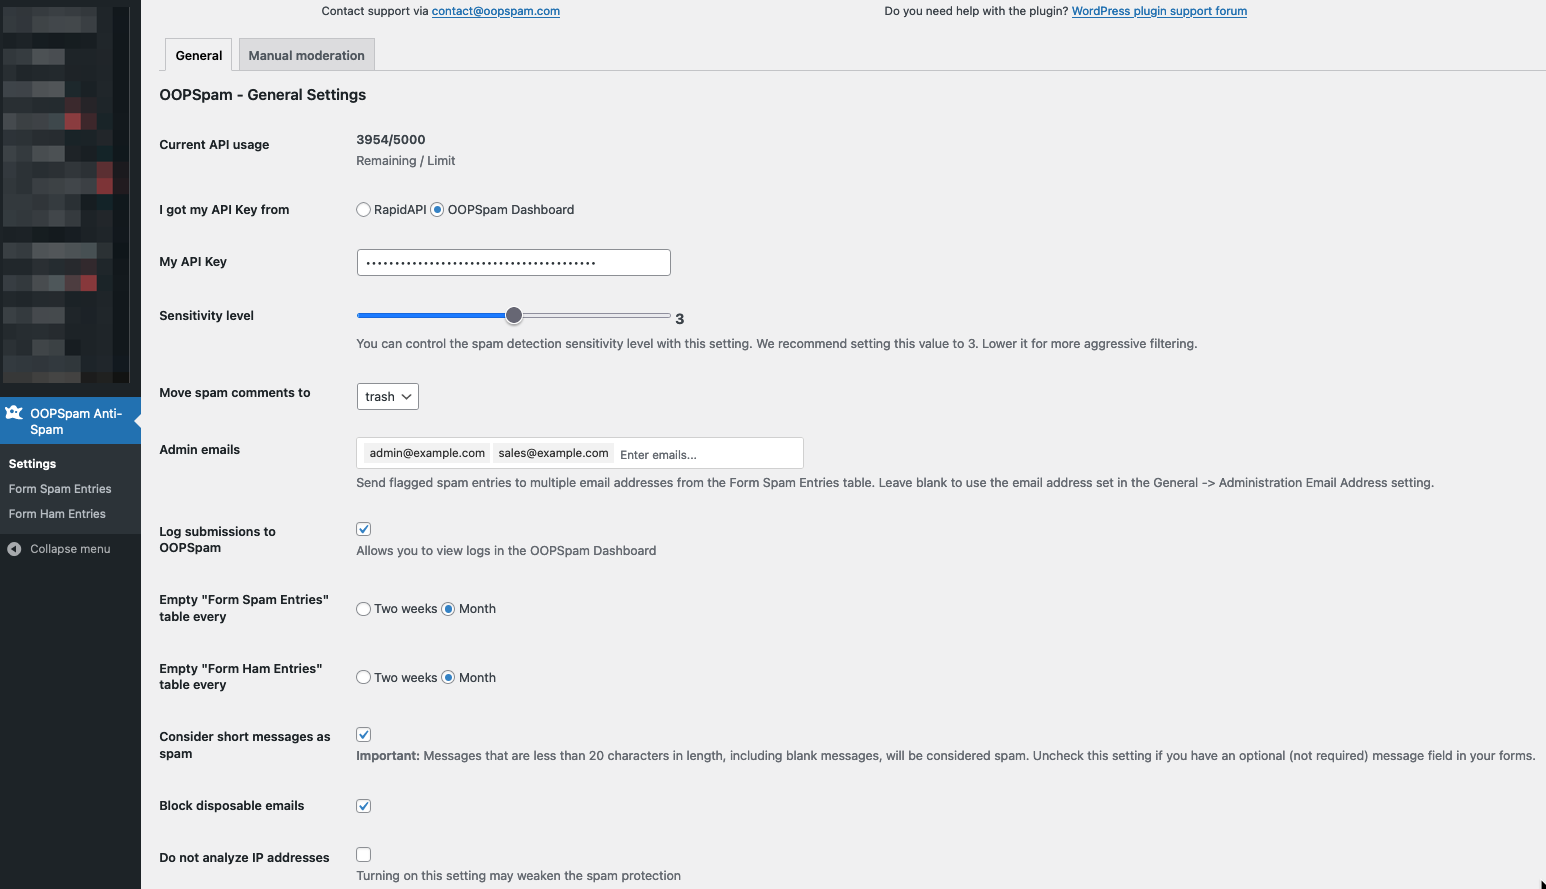 Contact support via contact@oopspam.com
Do you need help with the plugin? WordPress plugin support forum
General
Manual moderation
OOPSpam - General Settings
Current API usage
3954/5000
Remaining / Limit
I got my API Key from
RapidAPI
OOPSpam Dashboard
My API Key
Sensitivity level
3
You can control the spam detection sensitivity level with this setting. We recommend setting this value to 3. Lower it for more aggressive filtering.
Move spam comments to
trash
Admin emails
admin@example.com
sales@example.com
Enter emails...
Send flagged spam entries to multiple email addresses from the Form Spam Entries table. Leave blank to use the email address set in the General -> Administration Email Address setting.
Log submissions to
OOPSpam
Allows you to view logs in the OOPSpam Dashboard
Empty "Form Spam Entries"
table every
Two weeks
Month
Empty "Form Ham Entries"
table every
Two weeks
Month
Consider short messages as
spam
Important: Messages that are less than 20 characters in length, including blank messages, will be considered spam. Uncheck this setting if you have an optional (not required) message field in your forms.
Block disposable emails
Do not analyze IP addresses
Turning on this setting may weaken the spam protection
OOPSpam Anti-
Spam
Settings
Form Spam Entries
Form Ham Entries
Collapse menu